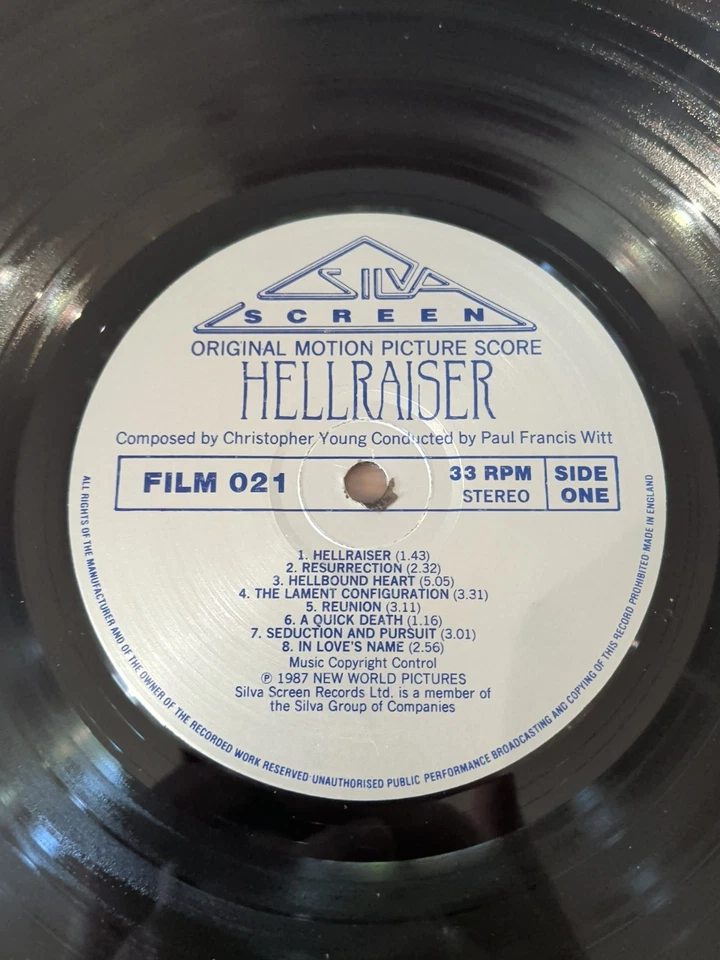 SILVA
SCREEN
ORIGINAL MOTION PICTURE SCORE
HELLRAISER
Composed by Christopher Young Conducted by Paul Francis Witt
FILM 021
33 RPM
STEREO
SIDE
ONE
1. HELLRAISER (1.43)
2. RESURRECTION (2.32)
3. HELLBOUND HEART (5.05)
4. THE LAMENT CONFIGURATION (3.31)
5. REUNION (3.11)
6. A QUICK DEATH (1.16)
7. SEDUCTION AND PURSUIT (3.01)
8. IN LOVE'S NAME (2.56)
Music Copyright Control
℗ 1987 NEW WORLD PICTURES
Silva Screen Records Ltd. is a member of
the Silva Group of Companies
ALL RIGHTS OF THE MANUFACTURER AND OF THE OWNER OF THE RECORDED WORK RESERVED·UNAUTHORISED PUBLIC PERFORMANCE BROADCASTING AND COPYING OF THIS RECORD PROHIBITED·MADE IN ENGLAND